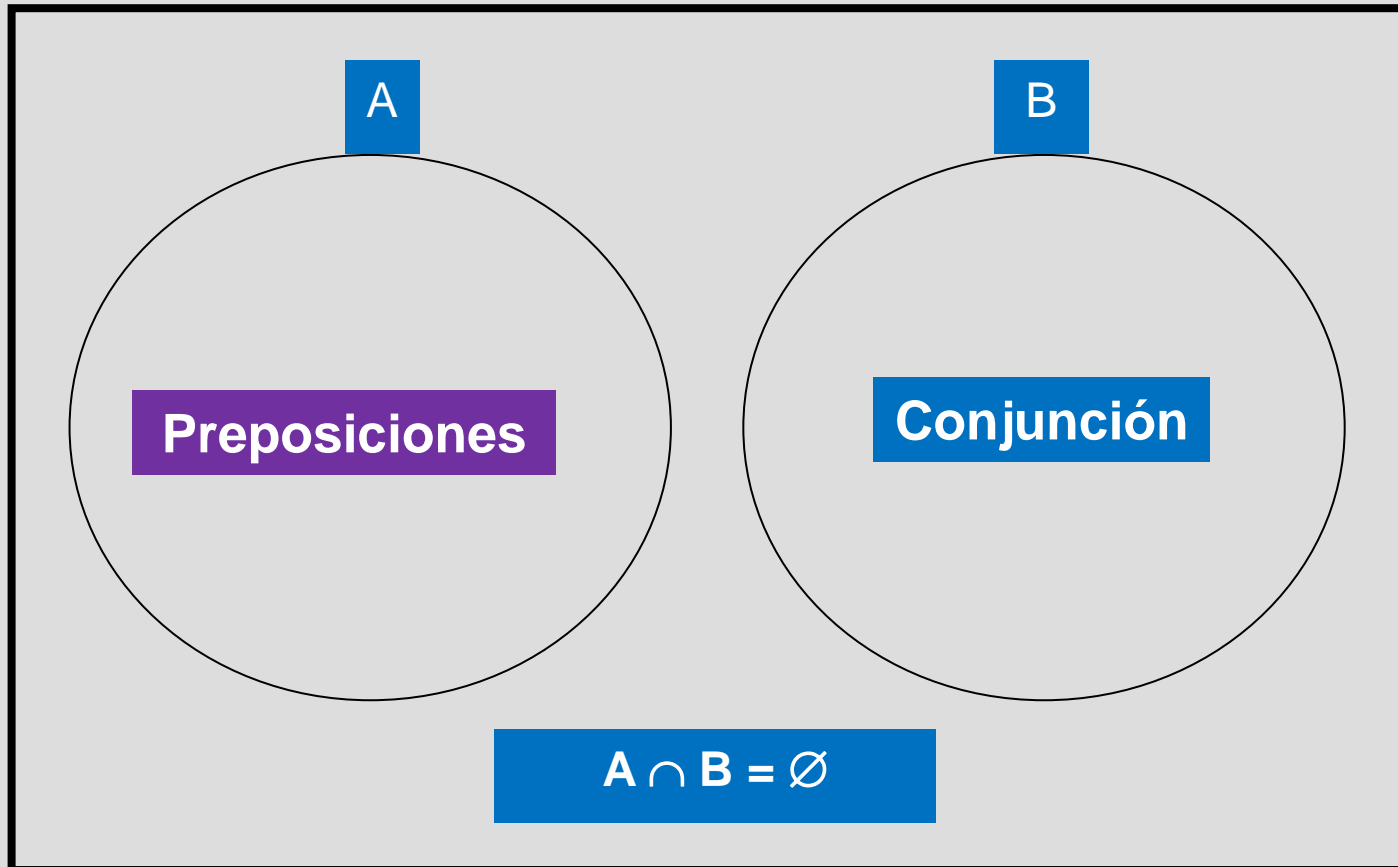 A
B
Preposiciones
Conjunción
A ∩ B = ∅